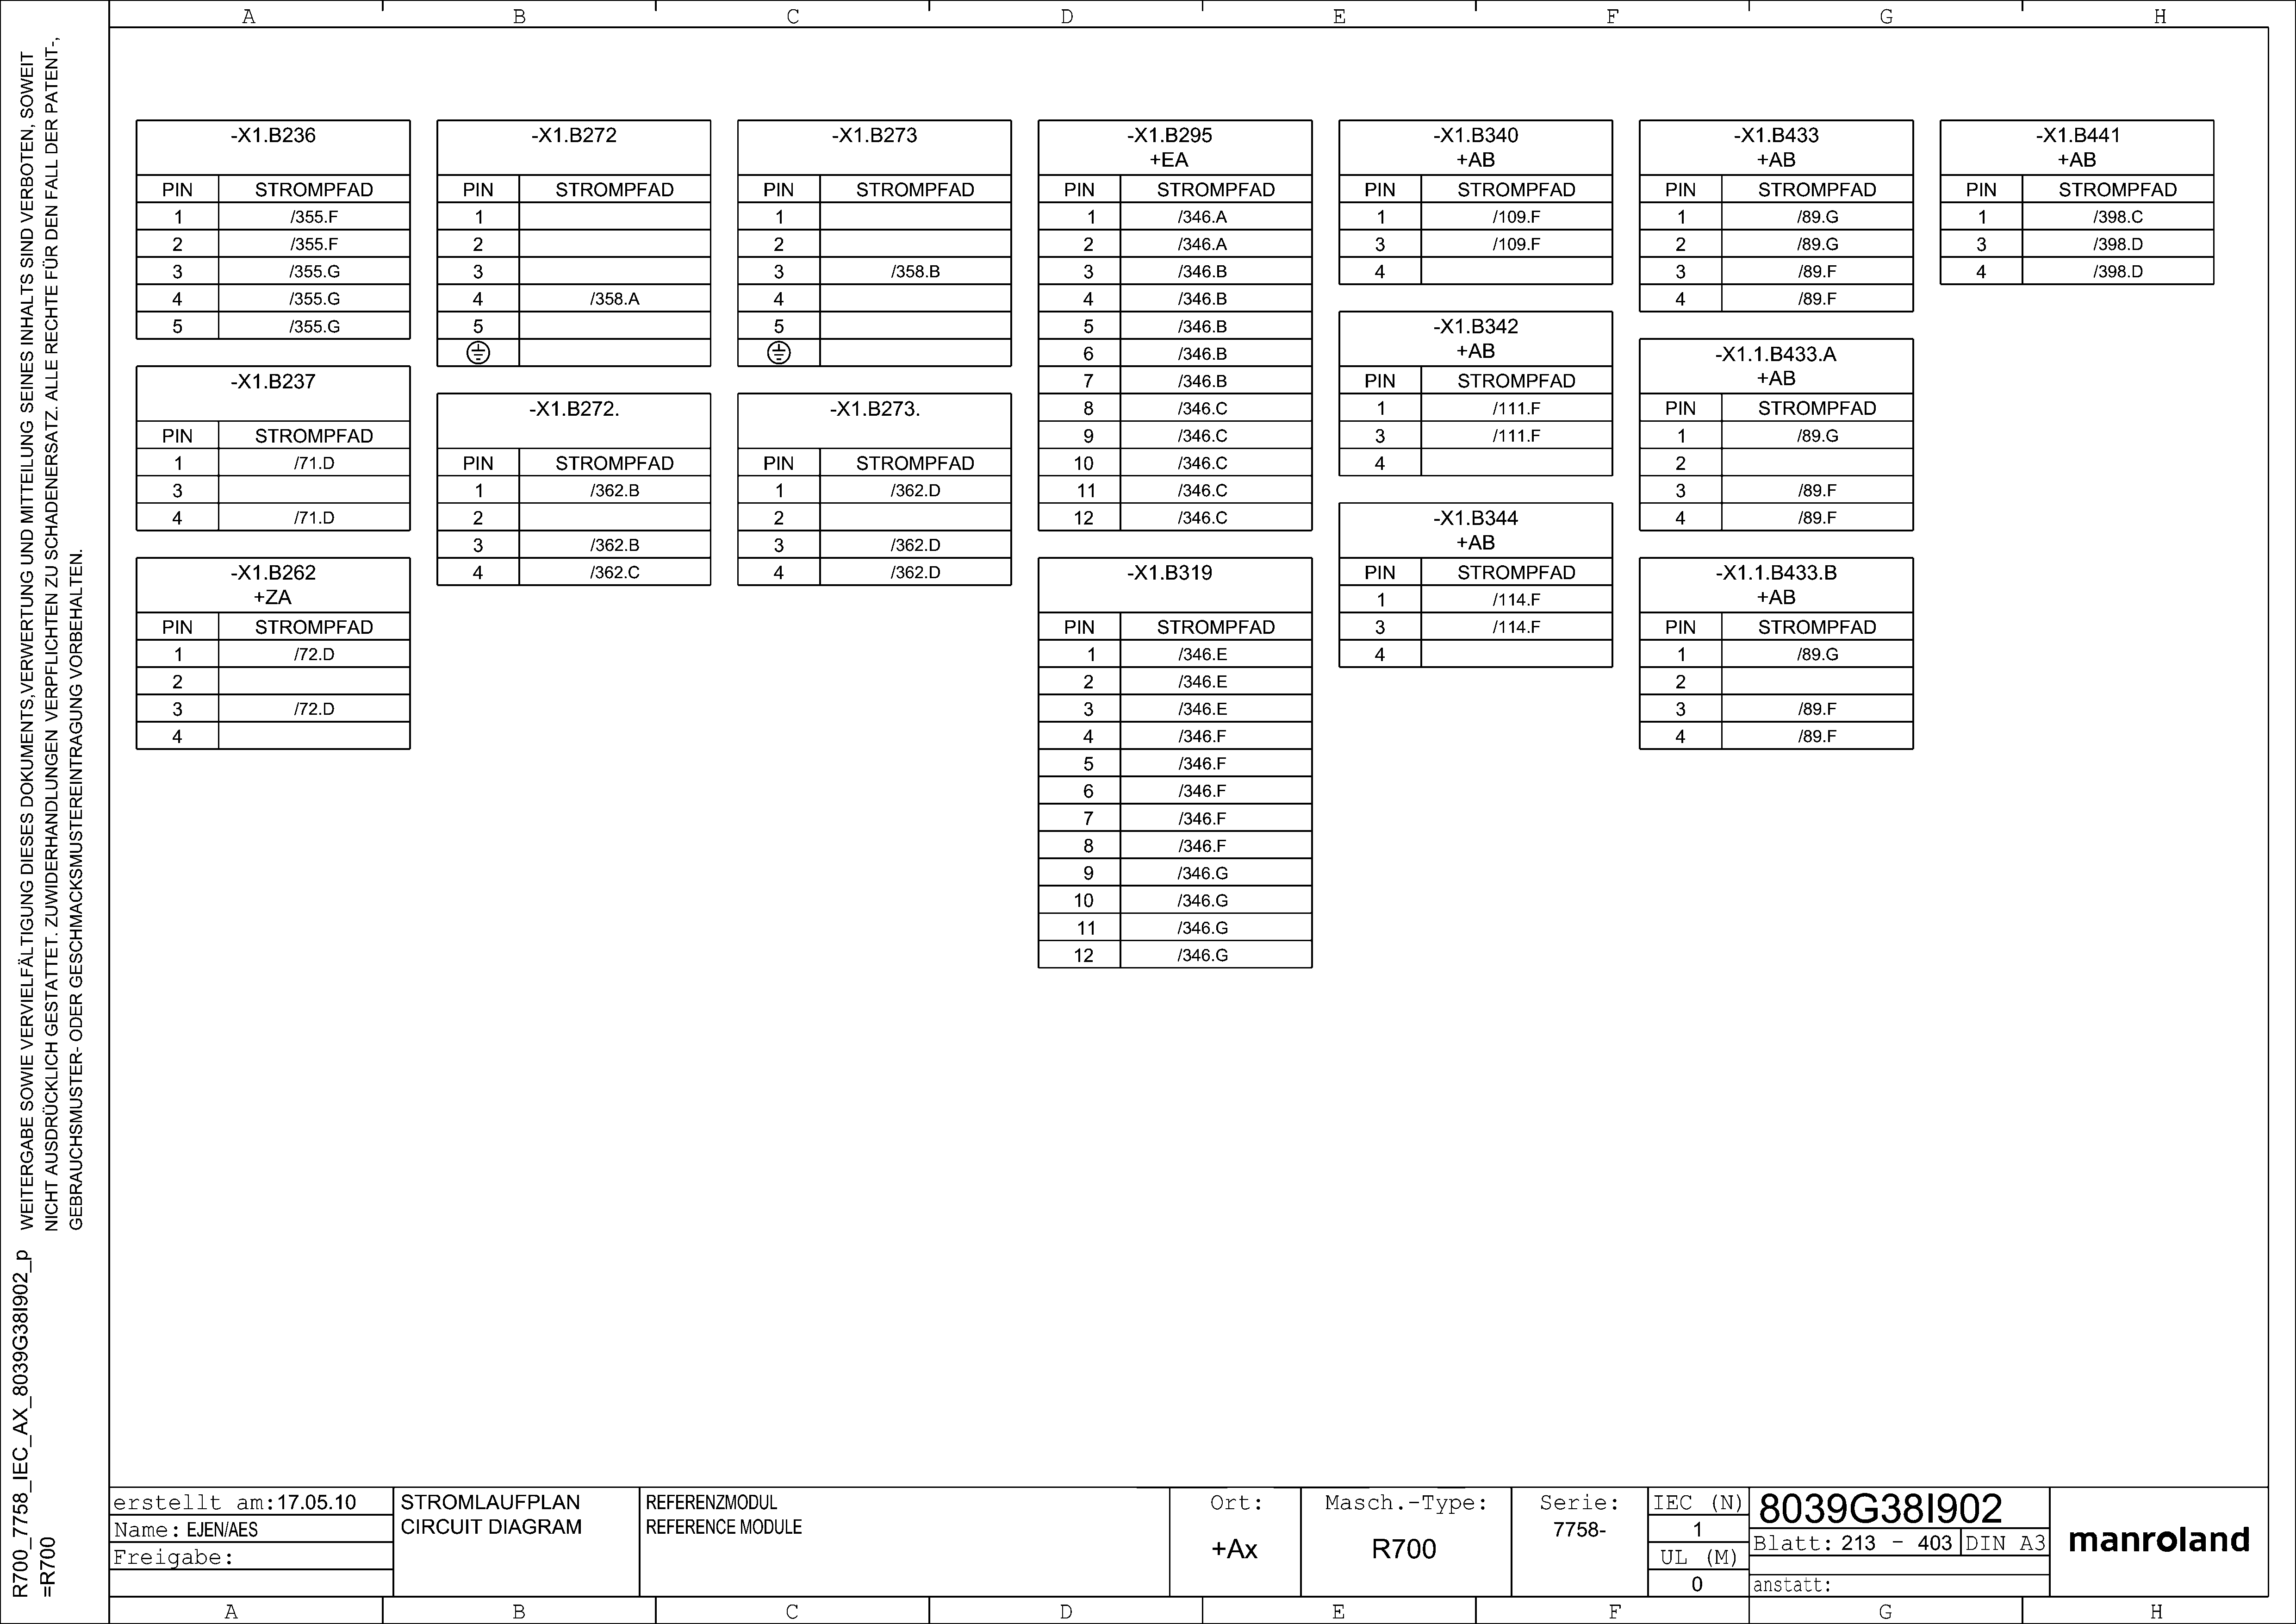 A B C D E F G H
-X1.B236
PIN STROMPFAD
1 /355.F
2 /355.F
3 /355.G
4 /355.G
5 /355.G
-X1.B237
PIN STROMPFAD
1 /71.D
3
4 /71.D
-X1.B262
+ZA
PIN STROMPFAD
1 /72.D
2
3 /72.D
4
-X1.B272
PIN STROMPFAD
1
2
3
4 /358.A
5
-X1.B272.
PIN STROMPFAD
1 /362.B
2
3 /362.B
4 /362.C
-X1.B273
PIN STROMPFAD
1
2
3 /358.B
4
5
-X1.B273.
PIN STROMPFAD
1 /362.D
2
3 /362.D
4 /362.D
-X1.B295
+EA
PIN STROMPFAD
1 /346.A
2 /346.A
3 /346.B
4 /346.B
5 /346.B
6 /346.B
7 /346.B
8 /346.C
9 /346.C
10 /346.C
11 /346.C
12 /346.C
-X1.B319
PIN STROMPFAD
1 /346.E
2 /346.E
3 /346.E
4 /346.F
5 /346.F
6 /346.F
7 /346.F
8 /346.F
9 /346.G
10 /346.G
11 /346.G
12 /346.G
-X1.B340
+AB
PIN STROMPFAD
1 /109.F
3 /109.F
4
-X1.B342
+AB
PIN STROMPFAD
1 /111.F
3 /111.F
4
-X1.B344
+AB
PIN STROMPFAD
1 /114.F
3 /114.F
4
-X1.B433
+AB
PIN STROMPFAD
1 /89.G
2 /89.G
3 /89.F
4 /89.F
-X1.1.B433.A
+AB
PIN STROMPFAD
1 /89.G
2
3 /89.F
4 /89.F
-X1.1.B433.B
+AB
PIN STROMPFAD
1 /89.G
2
3 /89.F
4 /89.F
-X1.B441
+AB
PIN STROMPFAD
1 /398.C
3 /398.D
4 /398.D
WEITERGABE SOWIE VERVIELFÄLTIGUNG DIESES DOKUMENTS,VERWERTUNG UND MITTEILUNG SEINES INHALTS SIND VERBOTEN, SOWEIT
NICHT AUSDRÜCKLICH GESTATTET. ZUWIDERHANDLUNGEN VERPFLICHTEN ZU SCHADENERSATZ. ALLE RECHTE FÜR DEN FALL DER PATENT-,
GEBRAUCHSMUSTER- ODER GESCHMACKSMUSTEREINTRAGUNG VORBEHALTEN.
R700_7758_IEC_AX_8039G38I902_p
=R700
erstellt am:17.05.10
Name: EJEN/AES
Freigabe:
STROMLAUFPLAN
CIRCUIT DIAGRAM
REFERENZMODUL
REFERENCE MODULE
Ort:
+Ax
Masch.-Type:
R700
Serie:
7758-
IEC (N)
1
UL (M)
0
8039G38I902
Blatt: 213 - 403 DIN A3
anstatt:
manroland
A B C D E F G H